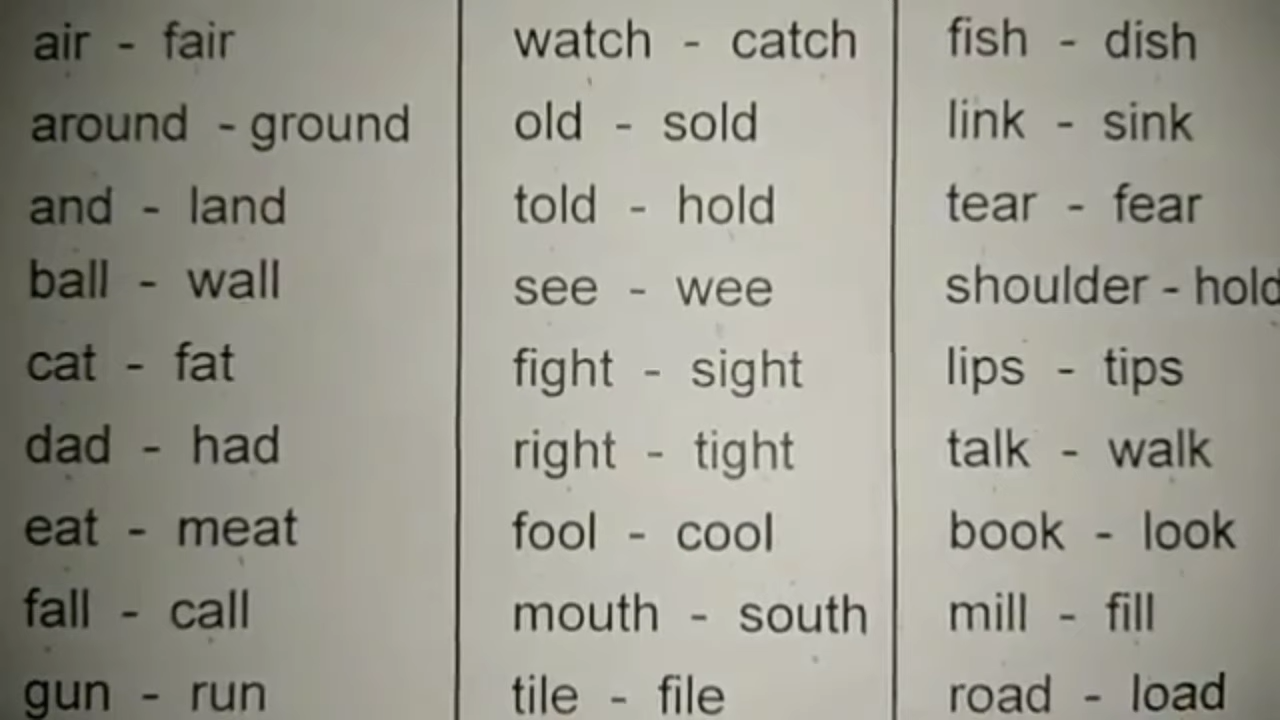 air - fair
around - ground
and - land
ball - wall
cat - fat
dad - had
eat - meat
fall - call
gun - run
watch - catch
old - sold
told - hold
see - wee
fight - sight
right - tight
fool - cool
mouth - south
tile - file
fish - dish
link - sink
tear - fear
shoulder - hold
lips - tips
talk - walk
book - look
mill - fill
road - load